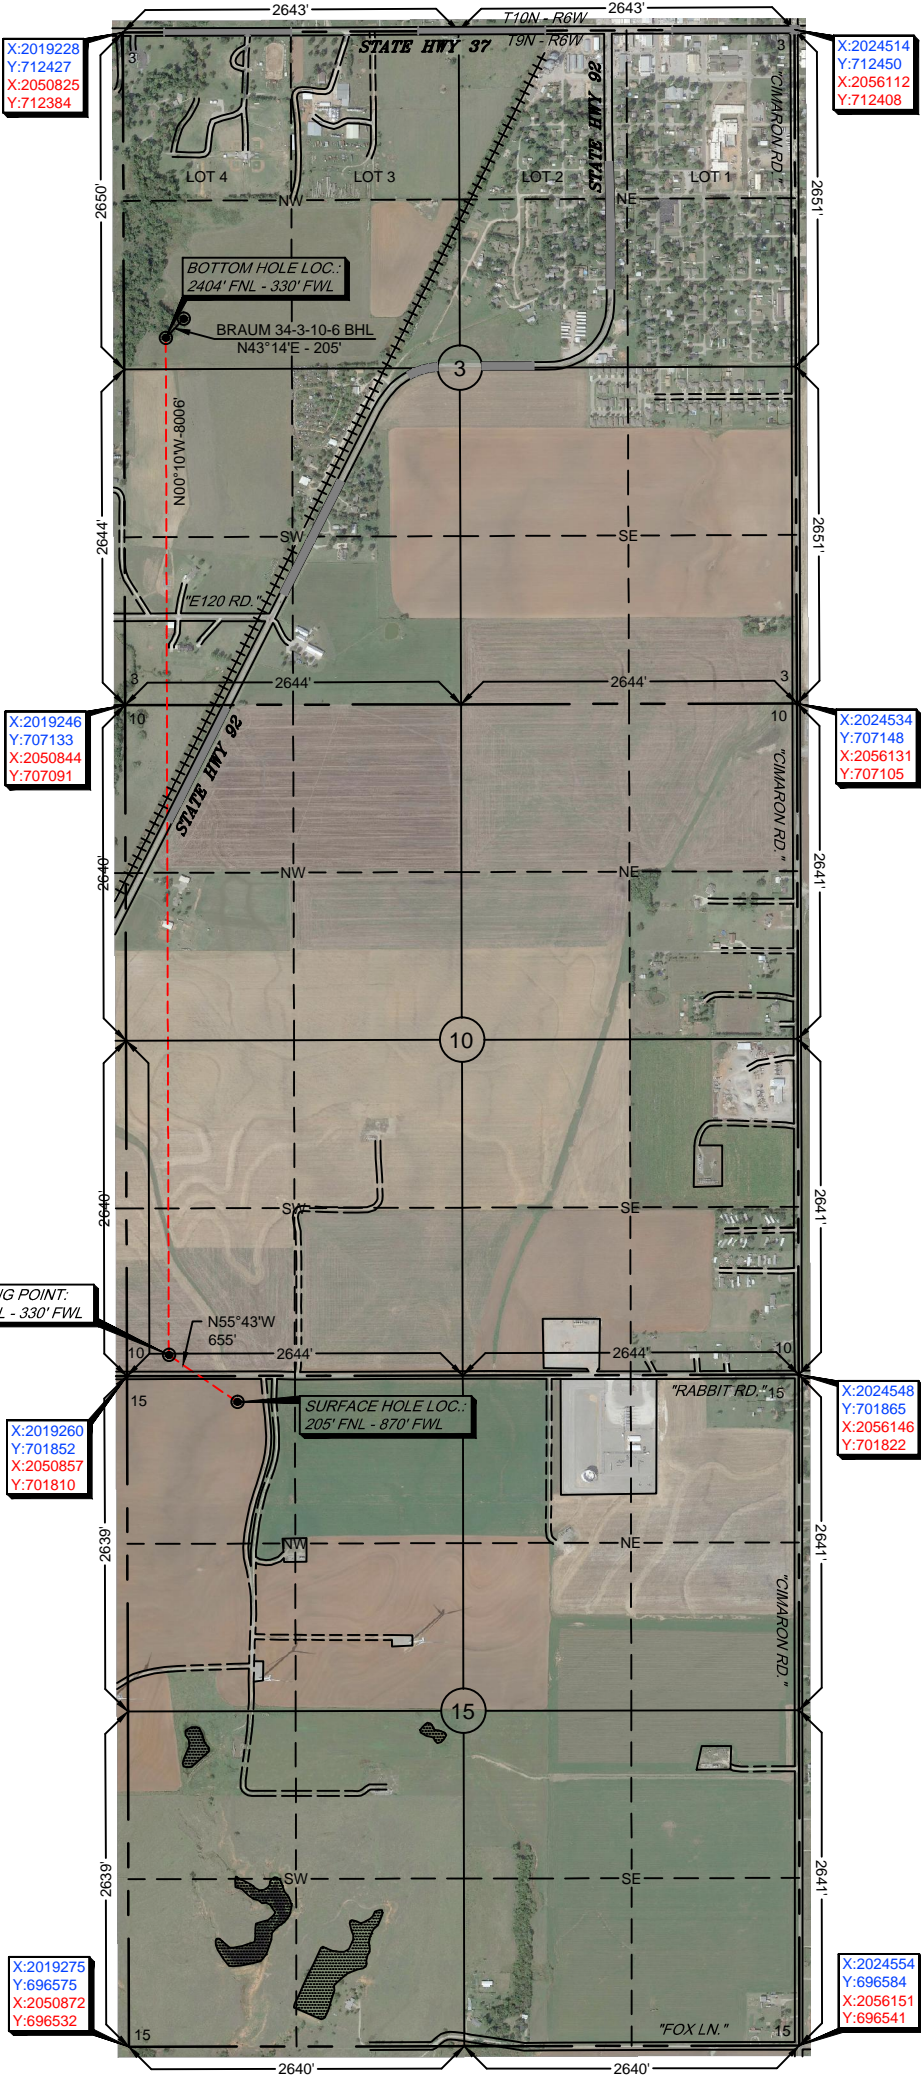 2643'
2643'
T10N - R6W
T9N - R6W
STATE HWY 37
X:2019228
Y:712427
X:2050825
Y:712384
X:2024514
Y:712450
X:2056112
Y:712408
3
3
"CIMARON RD."
STATE HWY 92
LOT 4
LOT 3
LOT 2
LOT 1
2650'
2651'
NW
NE
BOTTOM HOLE LOC.:
2404' FNL - 330' FWL
BRAUM 34-3-10-6 BHL
N43°14'E - 205'
3
N00°10'W-8006'
2644'
2651'
SW
SE
"E120 RD."
3
2644'
2644'
3
10
10
X:2019246
Y:707133
X:2050844
Y:707091
X:2024534
Y:707148
X:2056131
Y:707105
STATE HWY 92
"CIMARON RD."
2640'
2641'
NW
NE
10
2640'
2641'
SW
SE
NG POINT:
L - 330' FWL
N55°43'W
655'
10
2644'
2644'
10
15
"RABBIT RD."
15
SURFACE HOLE LOC.:
205' FNL - 870' FWL
X:2019260
Y:701852
X:2050857
Y:701810
X:2024548
Y:701865
X:2056146
Y:701822
2639'
2641'
NW
NE
"CIMARON RD."
15
2639'
2641'
SW
SE
X:2019275
Y:696575
X:2050872
Y:696532
X:2024554
Y:696584
X:2056151
Y:696541
15
"FOX LN."
15
2640'
2640'